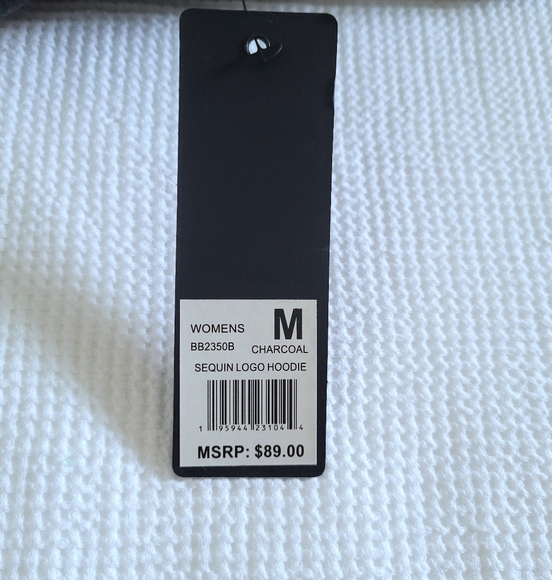 WOMENS M
BB2350B CHARCOAL
SEQUIN LOGO HOODIE
1 95944 23104 4
MSRP: $89.00